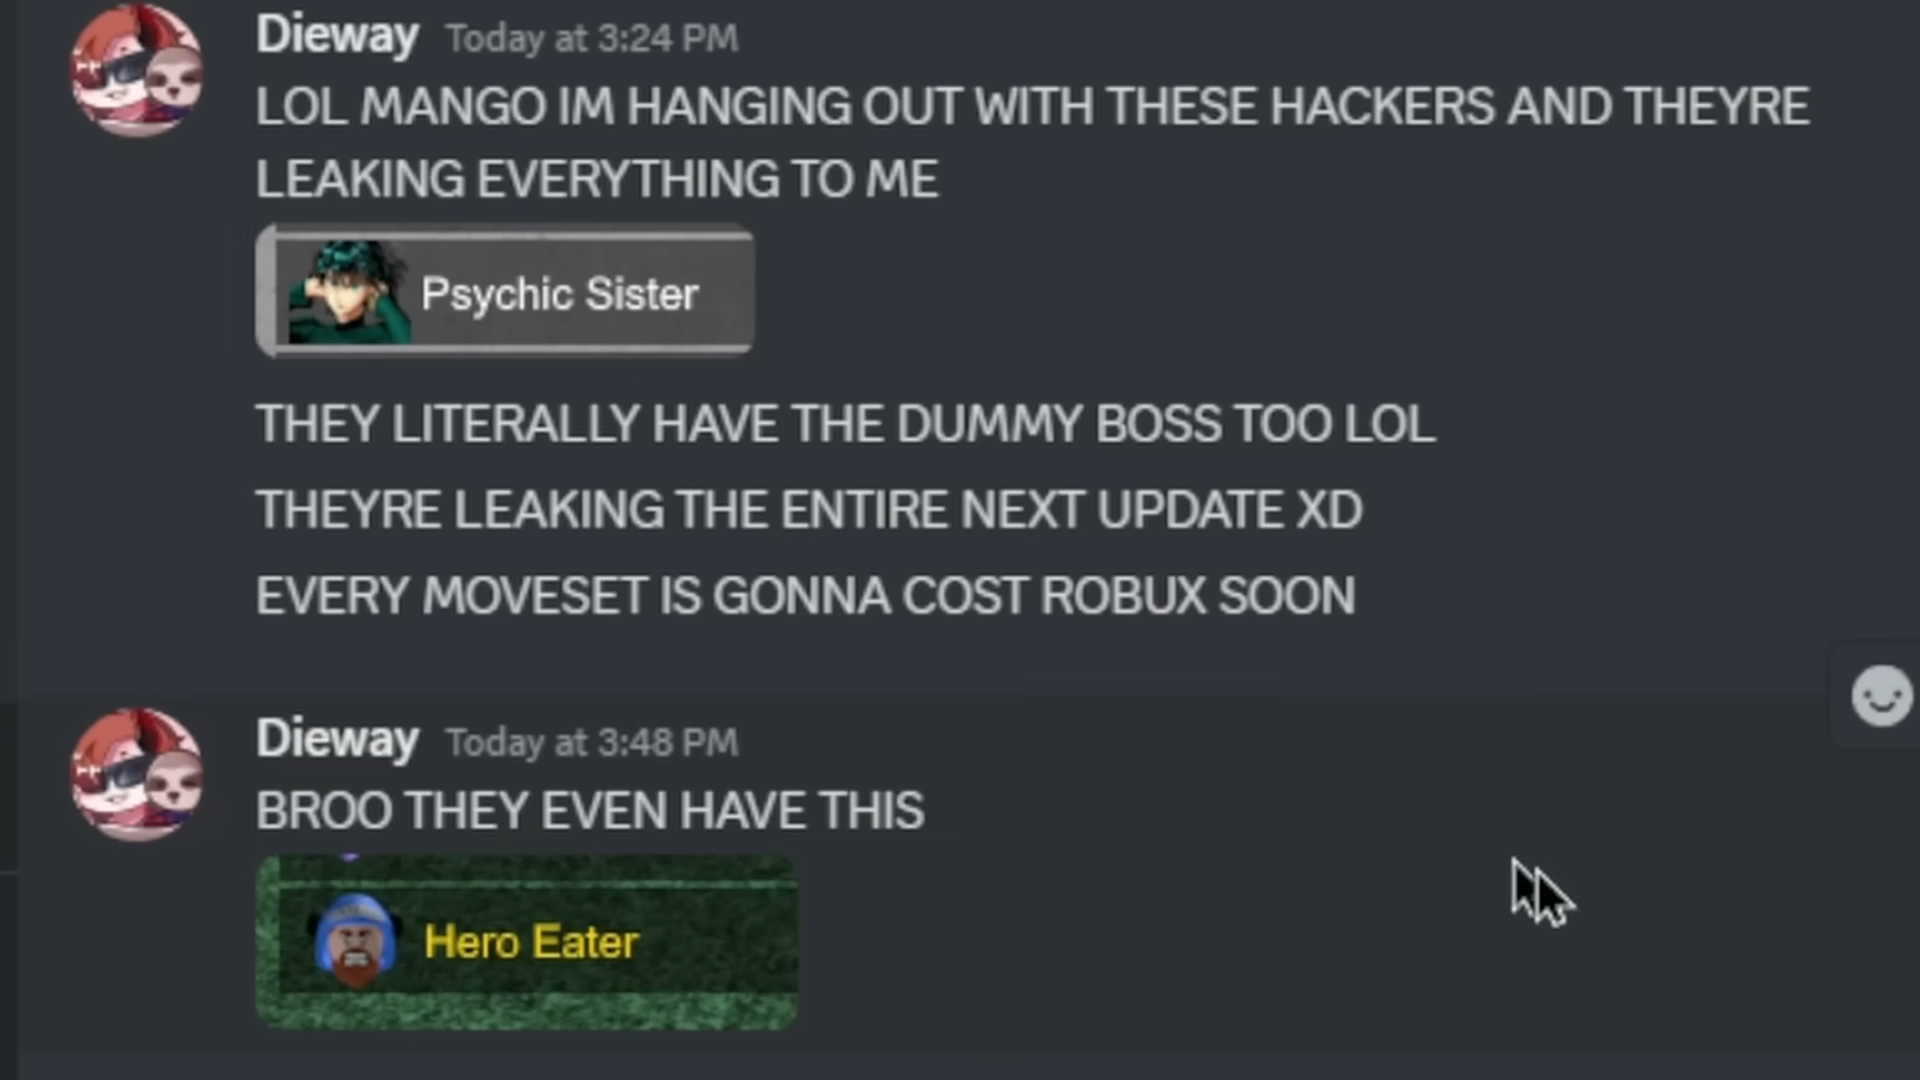 Dieway Today at 3:24 PM
LOL MANGO IM HANGING OUT WITH THESE HACKERS AND THEYRE
LEAKING EVERYTHING TO ME
Psychic Sister
THEY LITERALLY HAVE THE DUMMY BOSS TOO LOL
THEYRE LEAKING THE ENTIRE NEXT UPDATE XD
EVERY MOVESET IS GONNA COST ROBUX SOON
Dieway Today at 3:48 PM
BROO THEY EVEN HAVE THIS
Hero Eater